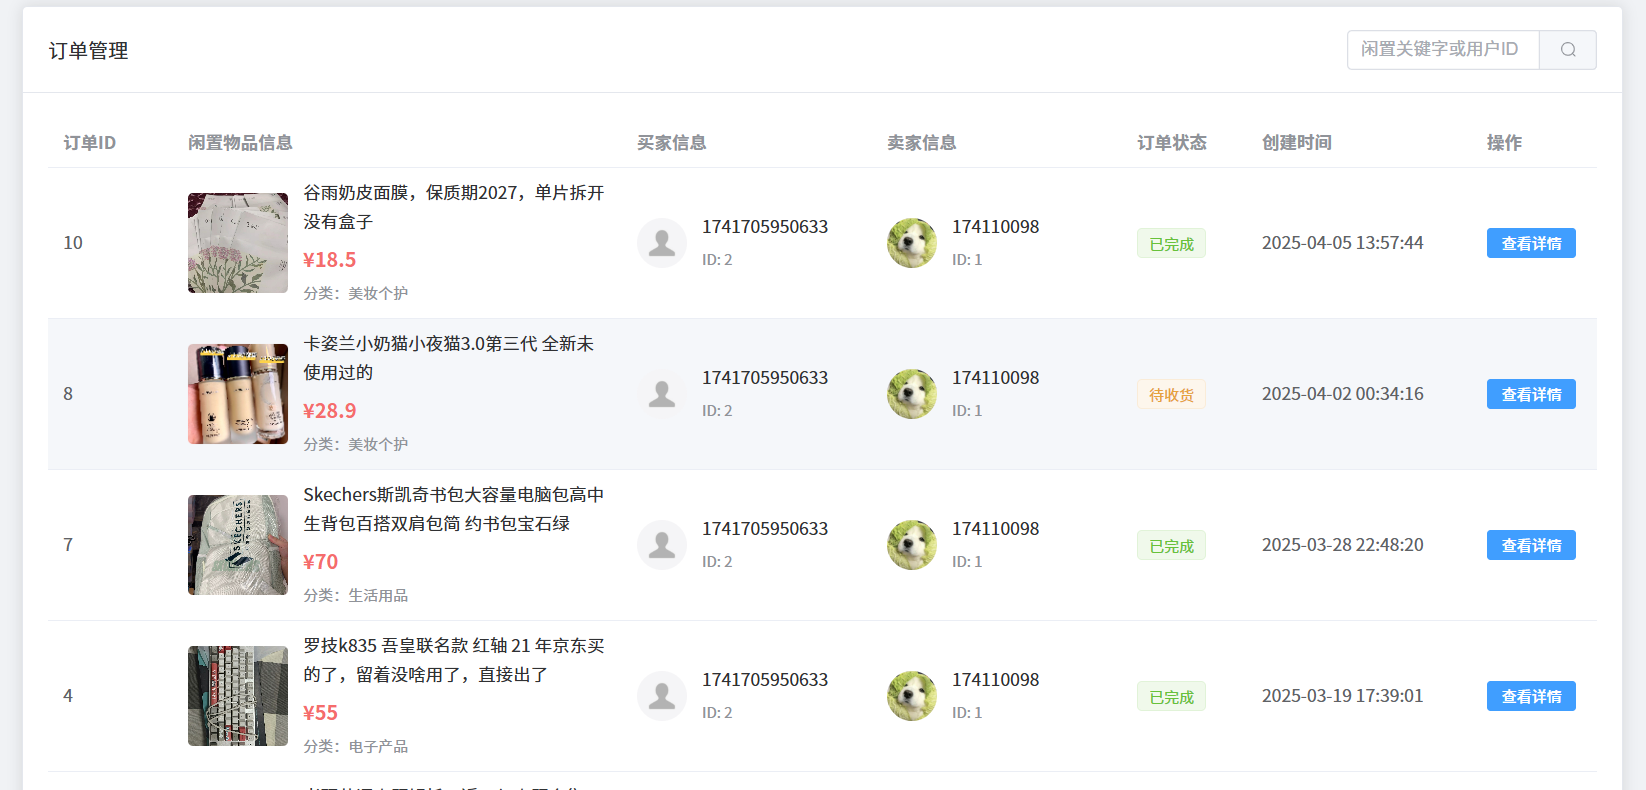 订单管理
闲置关键字或用户ID
订单ID 闲置物品信息 买家信息 卖家信息 订单状态 创建时间 操作
谷雨奶皮面膜，保质期2027，单片拆开
没有盒子
¥18.5
分类：美妆个护
10
1741705950633
ID: 2
174110098
ID: 1
已完成
2025-04-05 13:57:44
查看详情
卡姿兰小奶猫小夜猫3.0第三代 全新未
使用过的
¥28.9
分类：美妆个护
8
1741705950633
ID: 2
174110098
ID: 1
待收货
2025-04-02 00:34:16
查看详情
SKECHERS
Skechers斯凯奇书包大容量电脑包高中
生背包百搭双肩包简 约书包宝石绿
¥70
分类：生活用品
7
1741705950633
ID: 2
174110098
ID: 1
已完成
2025-03-28 22:48:20
查看详情
罗技k835 吾皇联名款 红轴 21 年京东买
的了，留着没啥用了，直接出了
¥55
分类：电子产品
4
1741705950633
ID: 2
174110098
ID: 1
已完成
2025-03-19 17:39:01
查看详情